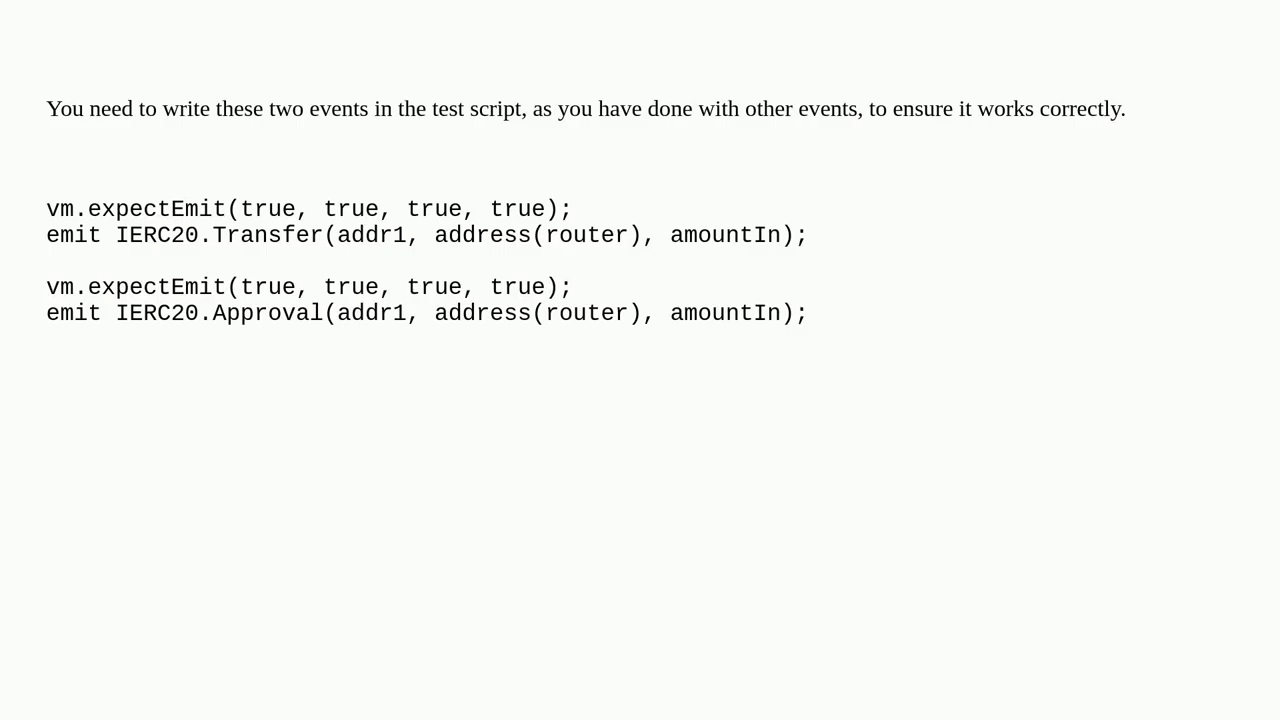 You need to write these two events in the test script, as you have done with other events, to ensure it works correctly.
vm.expectEmit(true, true, true, true);
emit IERC20.Transfer(addr1, address(router), amountIn);
vm.expectEmit(true, true, true, true);
emit IERC20.Approval(addr1, address(router), amountIn);